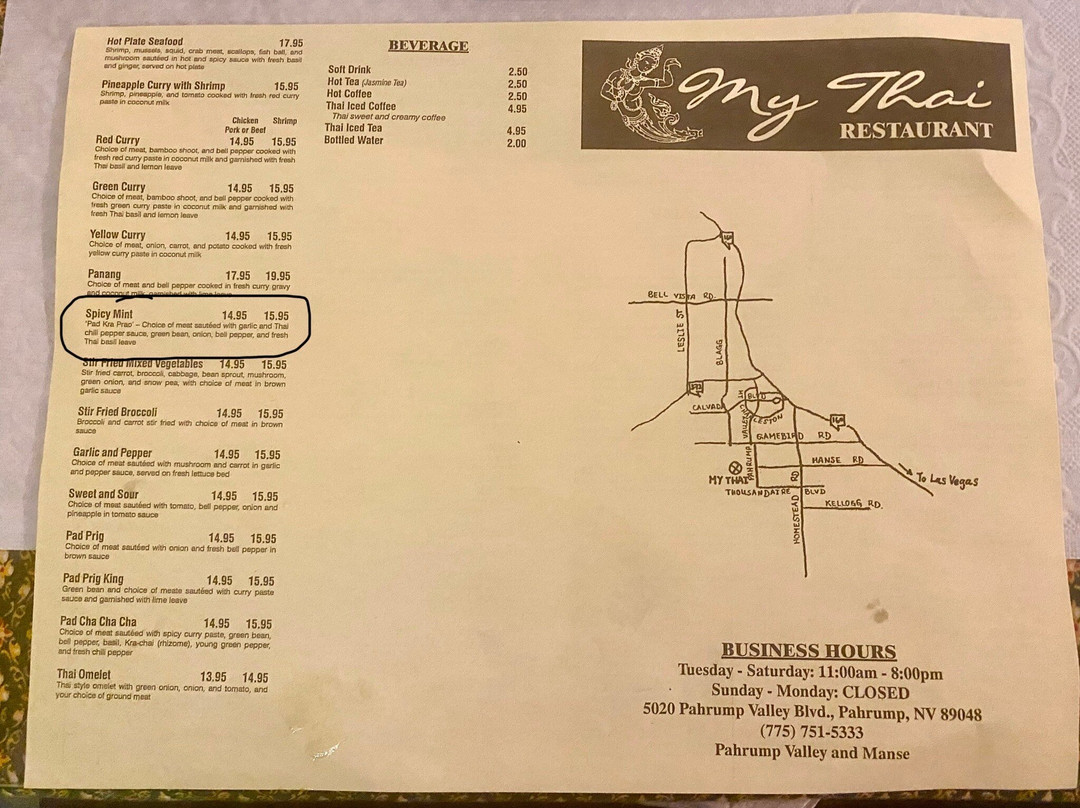 Hot Plate Seafood 17.95
Shrimp, mussels, squid, crab meat, scallops, fish ball, and
mushroom sautéed in hot and spicy sauce with fresh basil
and ginger, served on hot plate
Pineapple Curry with Shrimp 15.95
Shrimp, pineapple, and tomato cooked with fresh red curry
paste in coconut milk
Chicken Shrimp
Pork or Beef
Red Curry 14.95 15.95
Choice of meat, bamboo shoot, and bell pepper cooked with
fresh red curry paste in coconut milk and garnished with fresh
Thai basil and lemon leave
Green Curry 14.95 15.95
Choice of meat, bamboo shoot, and bell pepper cooked with
fresh green curry paste in coconut milk and garnished with
fresh Thai basil and lemon leave
Yellow Curry 14.95 15.95
Choice of meat, onion, carrot, and potato cooked with fresh
yellow curry paste in coconut milk
Panang 17.95 19.95
Choice of meat and bell pepper cooked in fresh curry gravy
and coconut milk, garnished with lime leave
Spicy Mint 14.95 15.95
'Pad Kra Prao' – Choice of meat sautéed with garlic and Thai
chili pepper sauce, green bean, onion, bell pepper, and fresh
Thai basil leave
Stir Fried Mixed Vegetables 14.95 15.95
Stir fried carrot, broccoli, cabbage, bean sprout, mushroom,
green onion, and snow pea, with choice of meat in brown
garlic sauce
Stir Fried Broccoli 14.95 15.95
Broccoli and carrot stir fried with choice of meat in brown
sauce
Garlic and Pepper 14.95 15.95
Choice of meat sautéed with mushroom and carrot in garlic
and pepper sauce, served on fresh lettuce bed
Sweet and Sour 14.95 15.95
Choice of meat sautéed with tomato, bell pepper, onion and
pineapple in tomato sauce
Pad Prig 14.95 15.95
Choice of meat sautéed with onion and fresh bell pepper in
brown sauce
Pad Prig King 14.95 15.95
Green bean and choice of meate sautéed with curry paste
sauce and garnished with lime leave
Pad Cha Cha Cha 14.95 15.95
Choice of meat sautéed with spicy curry paste, green bean,
bell pepper, basil, Kra-chai (rhizome), young green pepper,
and fresh chili pepper
Thai Omelet 13.95 14.95
Thai style omelet with green onion, onion, and tomato, and
your choice of ground meat
BEVERAGE
Soft Drink 2.50
Hot Tea (Jasmine Tea) 2.50
Hot Coffee 2.50
Thai Iced Coffee 4.95
Thai sweet and creamy coffee
Thai Iced Tea 4.95
Bottled Water 2.00
My Thai
RESTAURANT
160
BELL VISTA RD.
LESLIE ST
BLAGG
372
CALVADA
BLVD
CHARLESTON
160
PAHRUMP VALLEY HT
GAMEBIRD RD
MANSE RD
MY THAI
To Las Vegas
THOUSANDAIRE BLVD
HOMESTEAD RD
KELLOGG RD.
BUSINESS HOURS
Tuesday - Saturday: 11:00am - 8:00pm
Sunday - Monday: CLOSED
5020 Pahrump Valley Blvd., Pahrump, NV 89048
(775) 751-5333
Pahrump Valley and Manse